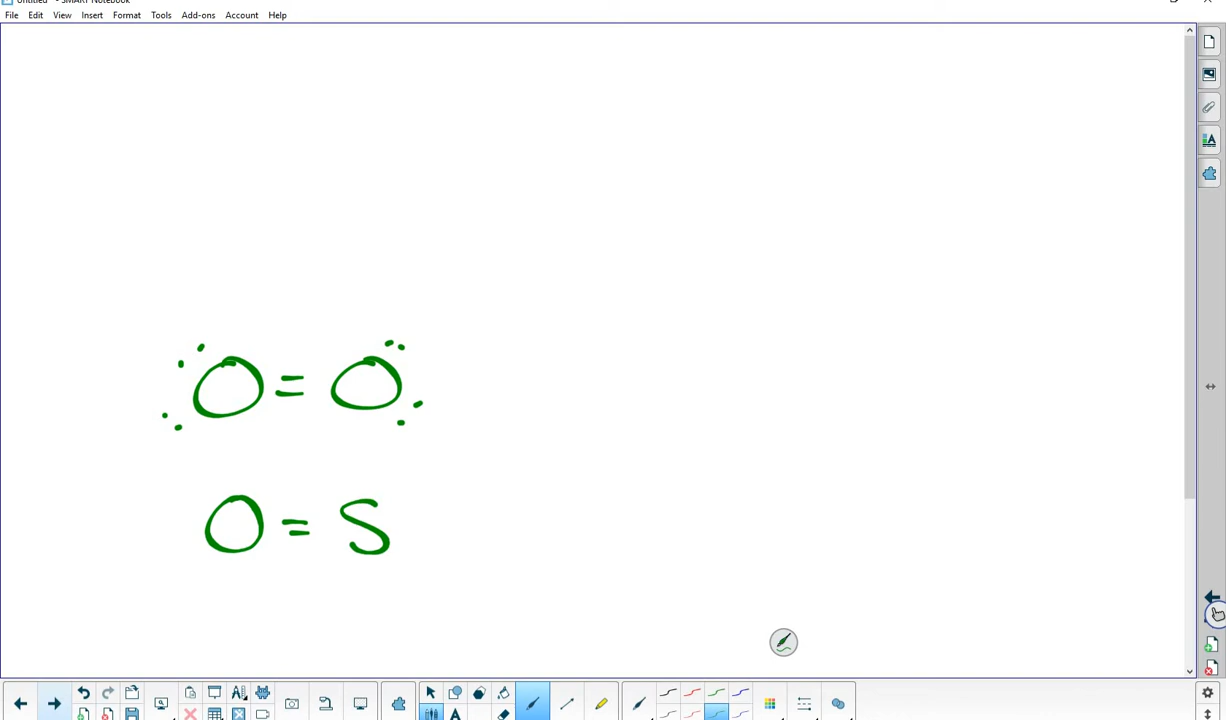 Untitled* - SMART Notebook
File Edit View Insert Format Tools Add-ons Account Help
O = O
O = S